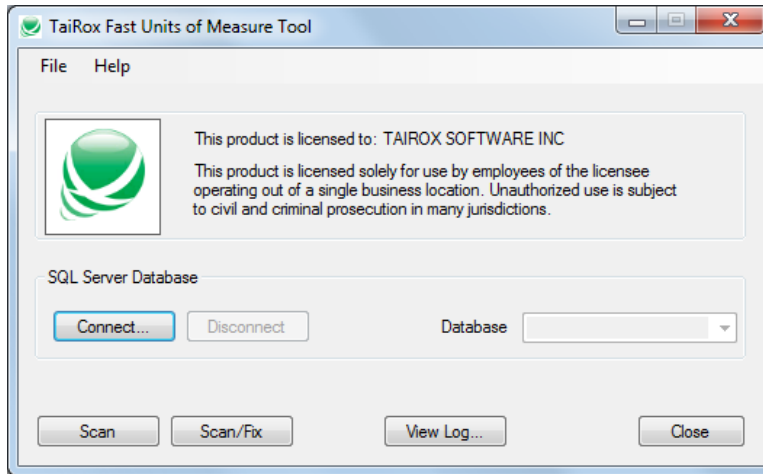 TaiRox Fast Units of Measure Tool
File Help
This product is licensed to: TAIROX SOFTWARE INC
This product is licensed solely for use by employees of the licensee
operating out of a single business location. Unauthorized use is subject
to civil and criminal prosecution in many jurisdictions.
SQL Server Database
Connect... Disconnect Database
Scan Scan/Fix View Log... Close